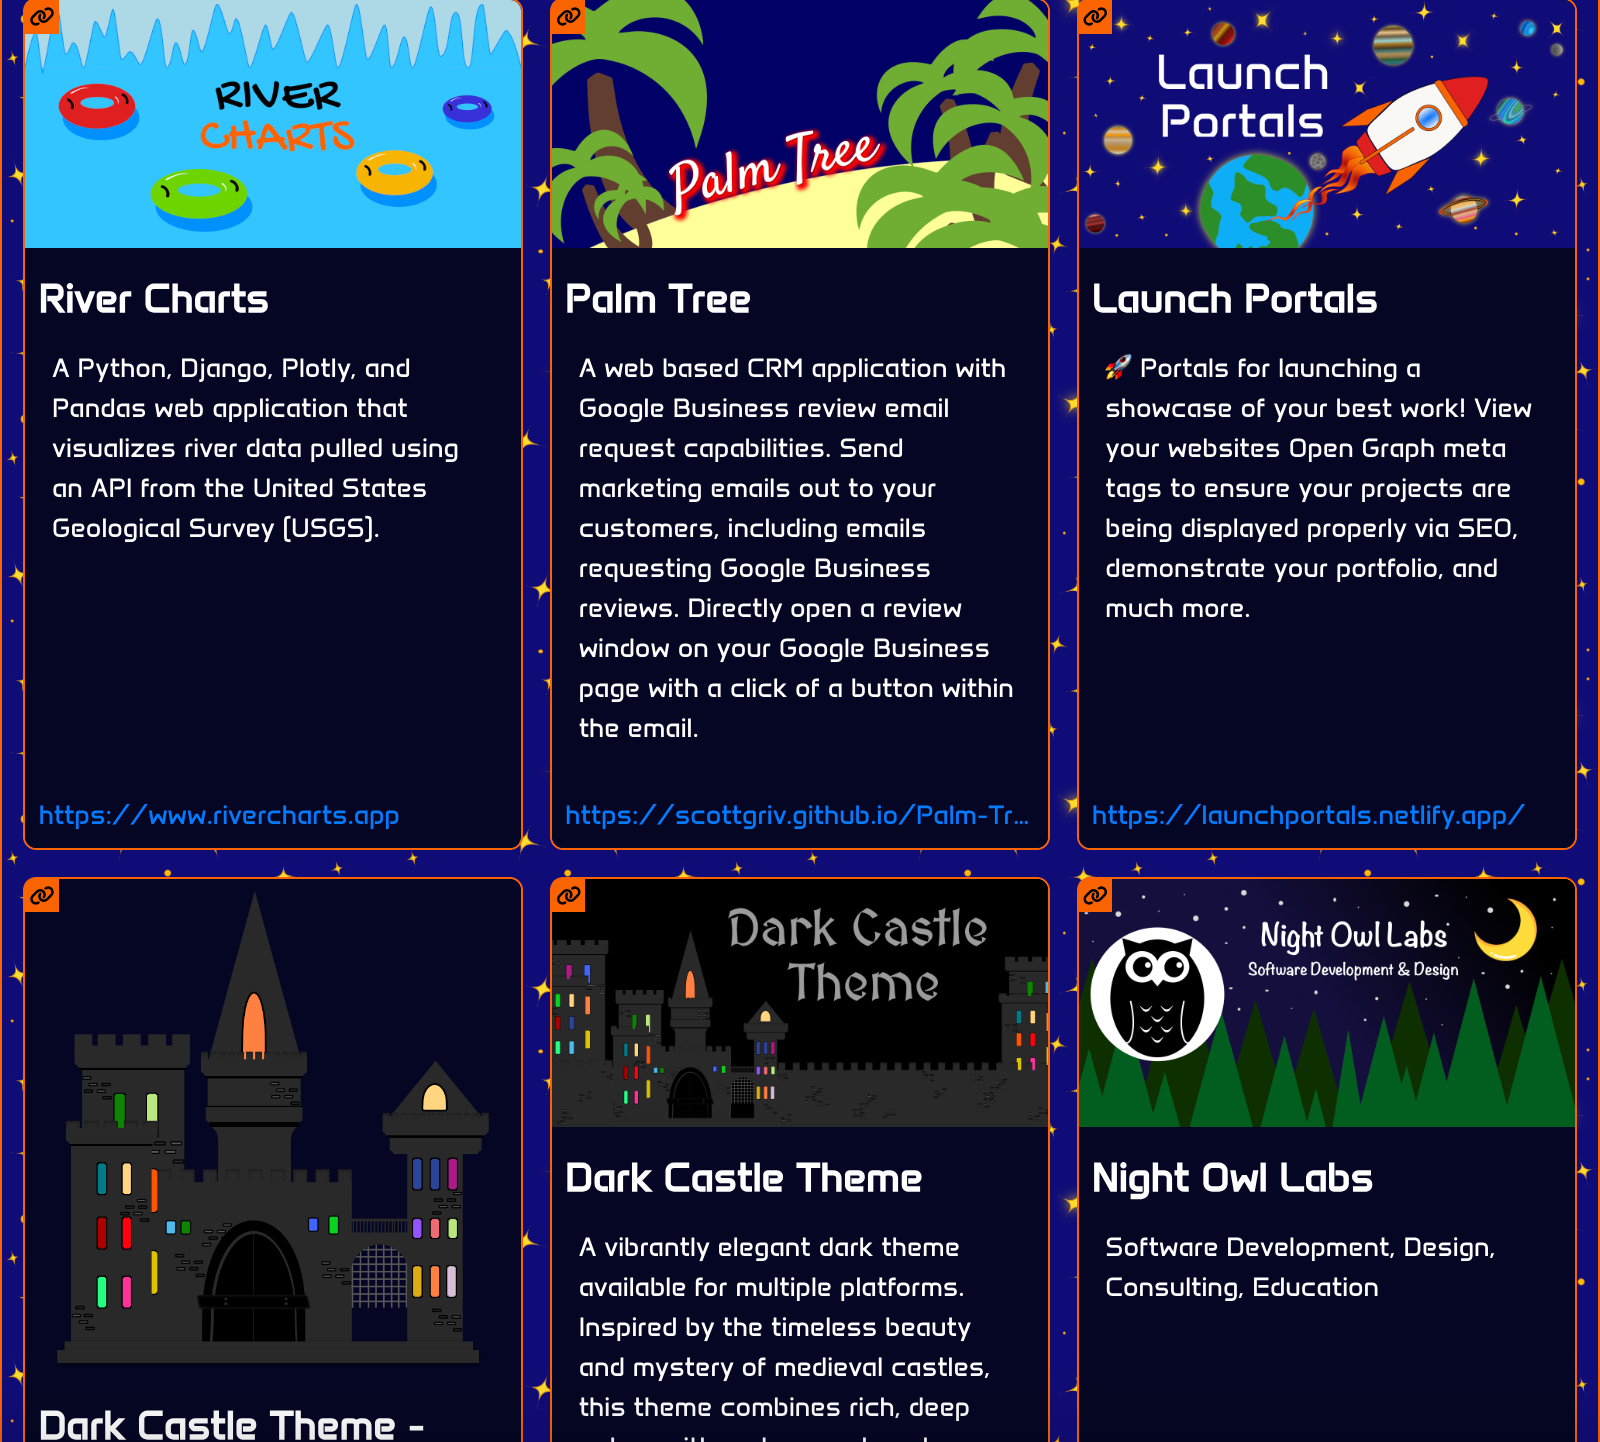 RIVER
CHARTS
River Charts
A Python, Django, Plotly, and
Pandas web application that
visualizes river data pulled using
an API from the United States
Geological Survey (USGS).
https://www.rivercharts.app
Palm Tree
Palm Tree
A web based CRM application with
Google Business review email
request capabilities. Send
marketing emails out to your
customers, including emails
requesting Google Business
reviews. Directly open a review
window on your Google Business
page with a click of a button within
the email.
https://scottgriv.github.io/Palm-Tr...
Launch
Portals
Launch Portals
🚀 Portals for launching a
showcase of your best work! View
your websites Open Graph meta
tags to ensure your projects are
being displayed properly via SEO,
demonstrate your portfolio, and
much more.
https://launchportals.netlify.app/
Dark Castle Theme -
Dark Castle
Theme
Dark Castle Theme
A vibrantly elegant dark theme
available for multiple platforms.
Inspired by the timeless beauty
and mystery of medieval castles,
this theme combines rich, deep
Night Owl Labs
Software Development & Design
Night Owl Labs
Software Development, Design,
Consulting, Education